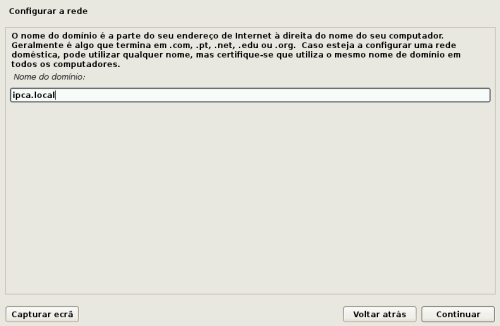 Configurar a rede
O nome do domínio é a parte do seu endereço de Internet à direita do nome do seu computador.
Geralmente é algo que termina em .com, .pt, .net, .edu ou .org.  Caso esteja a configurar uma rede
doméstica, pode utilizar qualquer nome, mas certifique-se que utiliza o mesmo nome de domínio em
todos os computadores.
Nome do domínio:
ipca.local
Capturar ecrã
Voltar atrás
Continuar